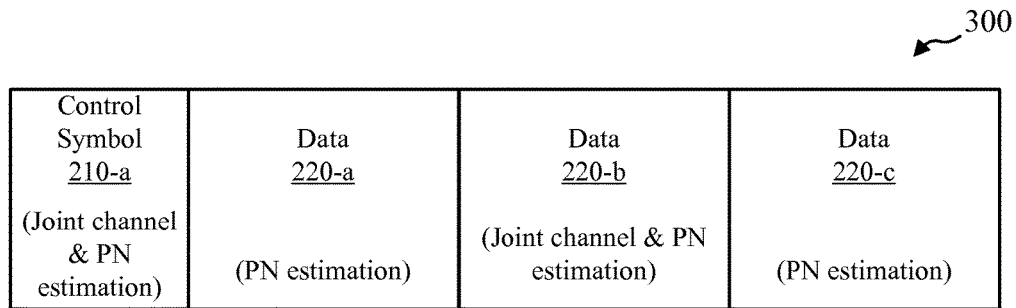 300
Control
Symbol
210-a
(Joint channel
& PN
estimation)
Data
220-a
(PN estimation)
Data
220-b
(Joint channel & PN
estimation)
Data
220-c
(PN estimation)